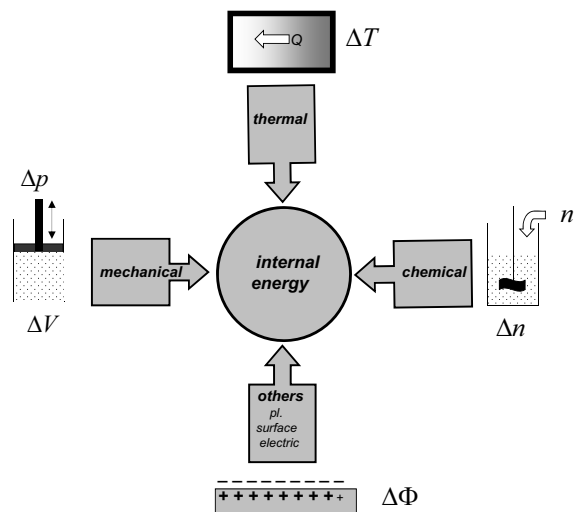 Q
ΔT
thermal
Δp
n
mechanical
internal
energy
chemical
ΔV
Δn
others
pl.
surface
electric
– – – – – – – – –
+ + + + + + + + +
ΔΦ